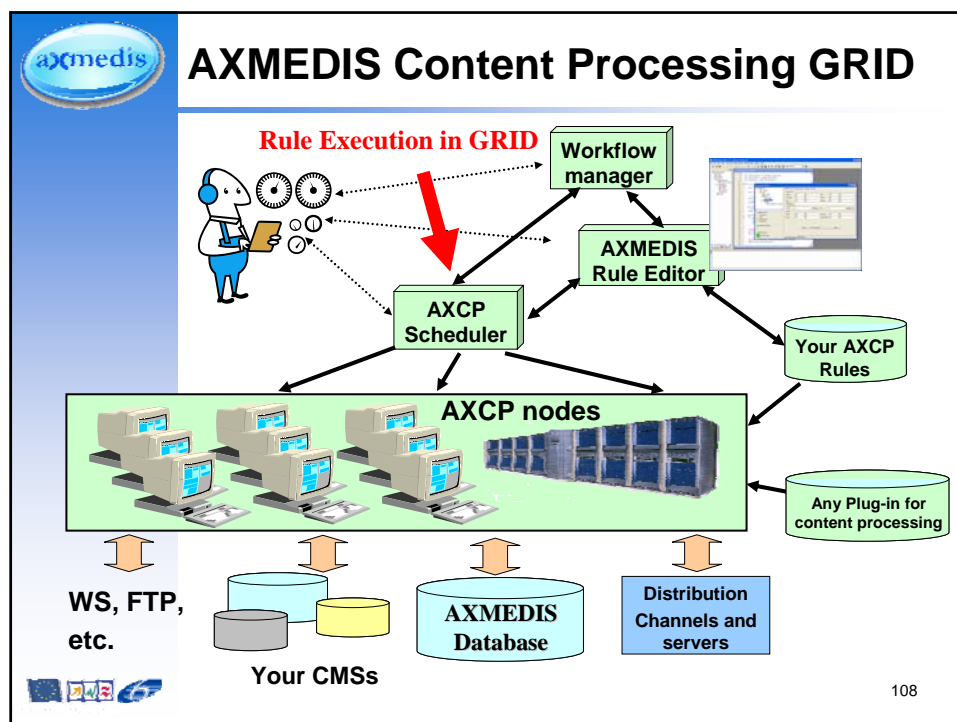 axmedis
AXMEDIS Content Processing GRID
Rule Execution in GRID
Workflow
manager
AXMEDIS
Rule Editor
AXCP
Scheduler
Your AXCP
Rules
AXCP nodes
Any Plug-in for
content processing
WS, FTP,
etc.
Your CMSs
AXMEDIS
Database
Distribution
Channels and
servers
108